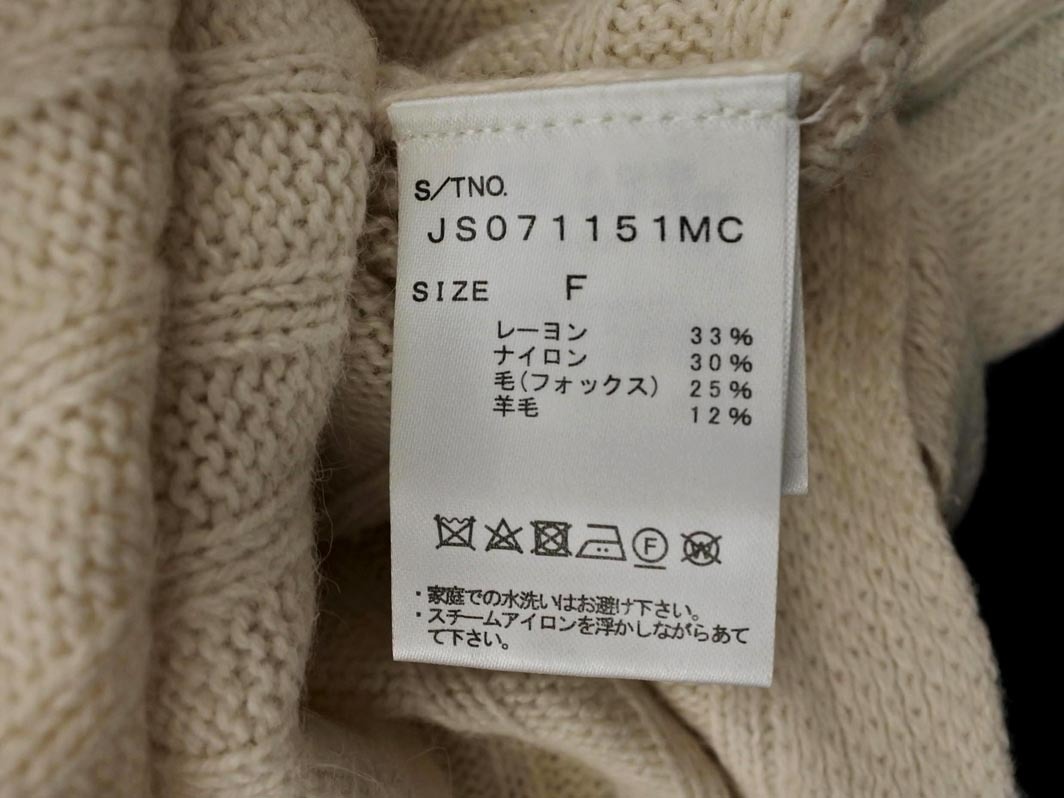 S/TNO.
JS071151MC
SIZE F
レーヨン 33%
ナイロン 30%
毛(フォックス) 25%
羊毛 12%
F W
・家庭での水洗いはお避け下さい。
・スチームアイロンを浮かしながらあて
て下さい。